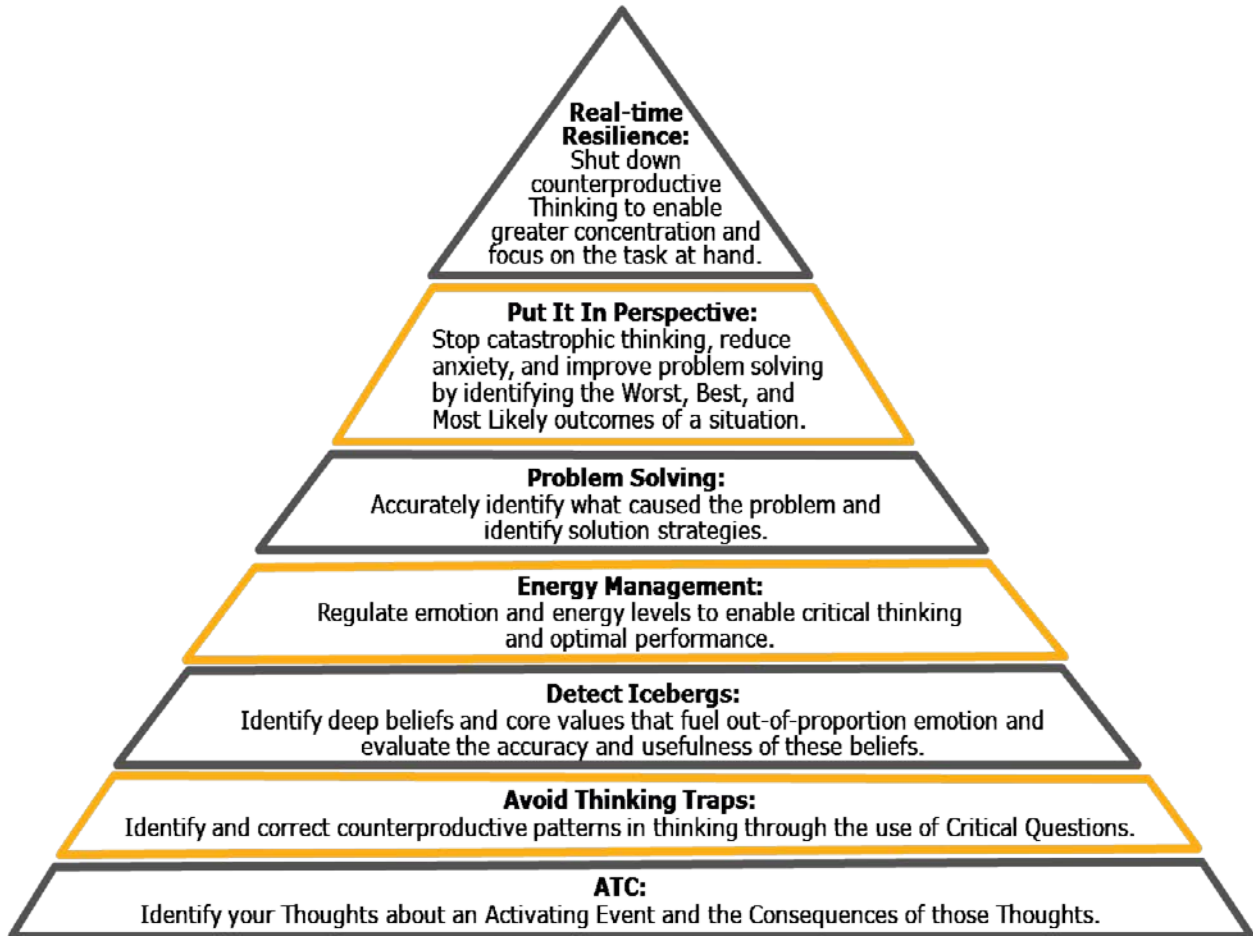 Real-time
Resilience:
Shut down
counterproductive
Thinking to enable
greater concentration and
focus on the task at hand.
Put It In Perspective:
Stop catastrophic thinking, reduce
anxiety, and improve problem solving
by identifying the Worst, Best, and
Most Likely outcomes of a situation.
Problem Solving:
Accurately identify what caused the problem and
identify solution strategies.
Energy Management:
Regulate emotion and energy levels to enable critical thinking
and optimal performance.
Detect Icebergs:
Identify deep beliefs and core values that fuel out-of-proportion emotion and
evaluate the accuracy and usefulness of these beliefs.
Avoid Thinking Traps:
Identify and correct counterproductive patterns in thinking through the use of Critical Questions.
ATC:
Identify your Thoughts about an Activating Event and the Consequences of those Thoughts.